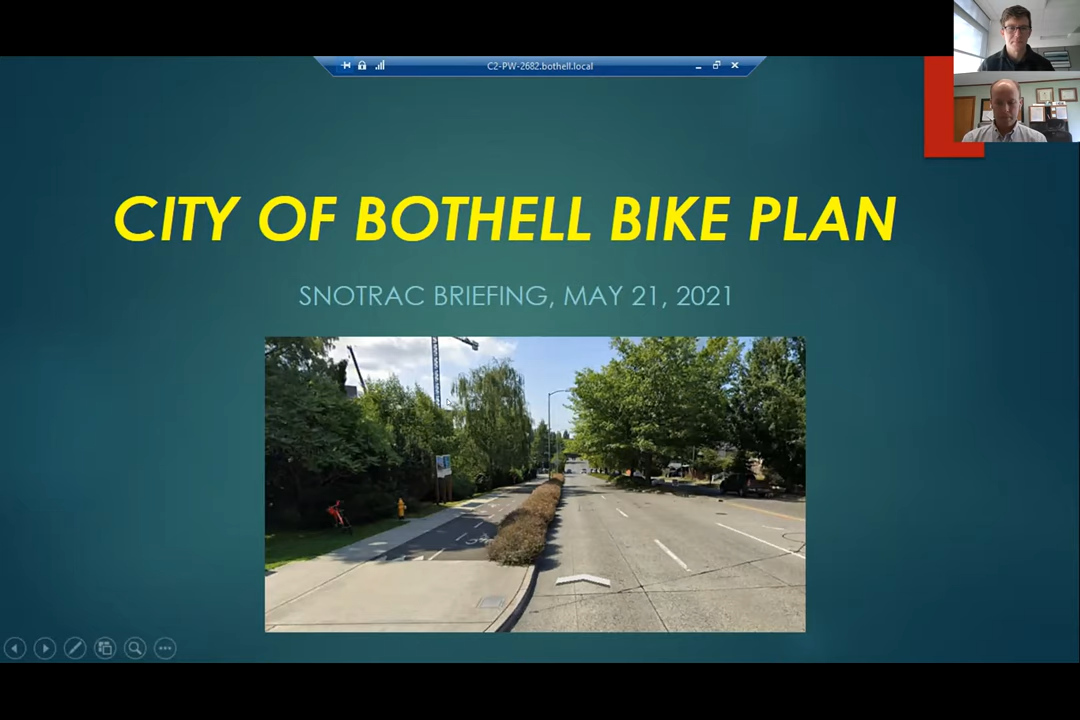 C2-PW-2682.bothell.local
CITY OF BOTHELL BIKE PLAN
SNOTRAC BRIEFING, MAY 21, 2021